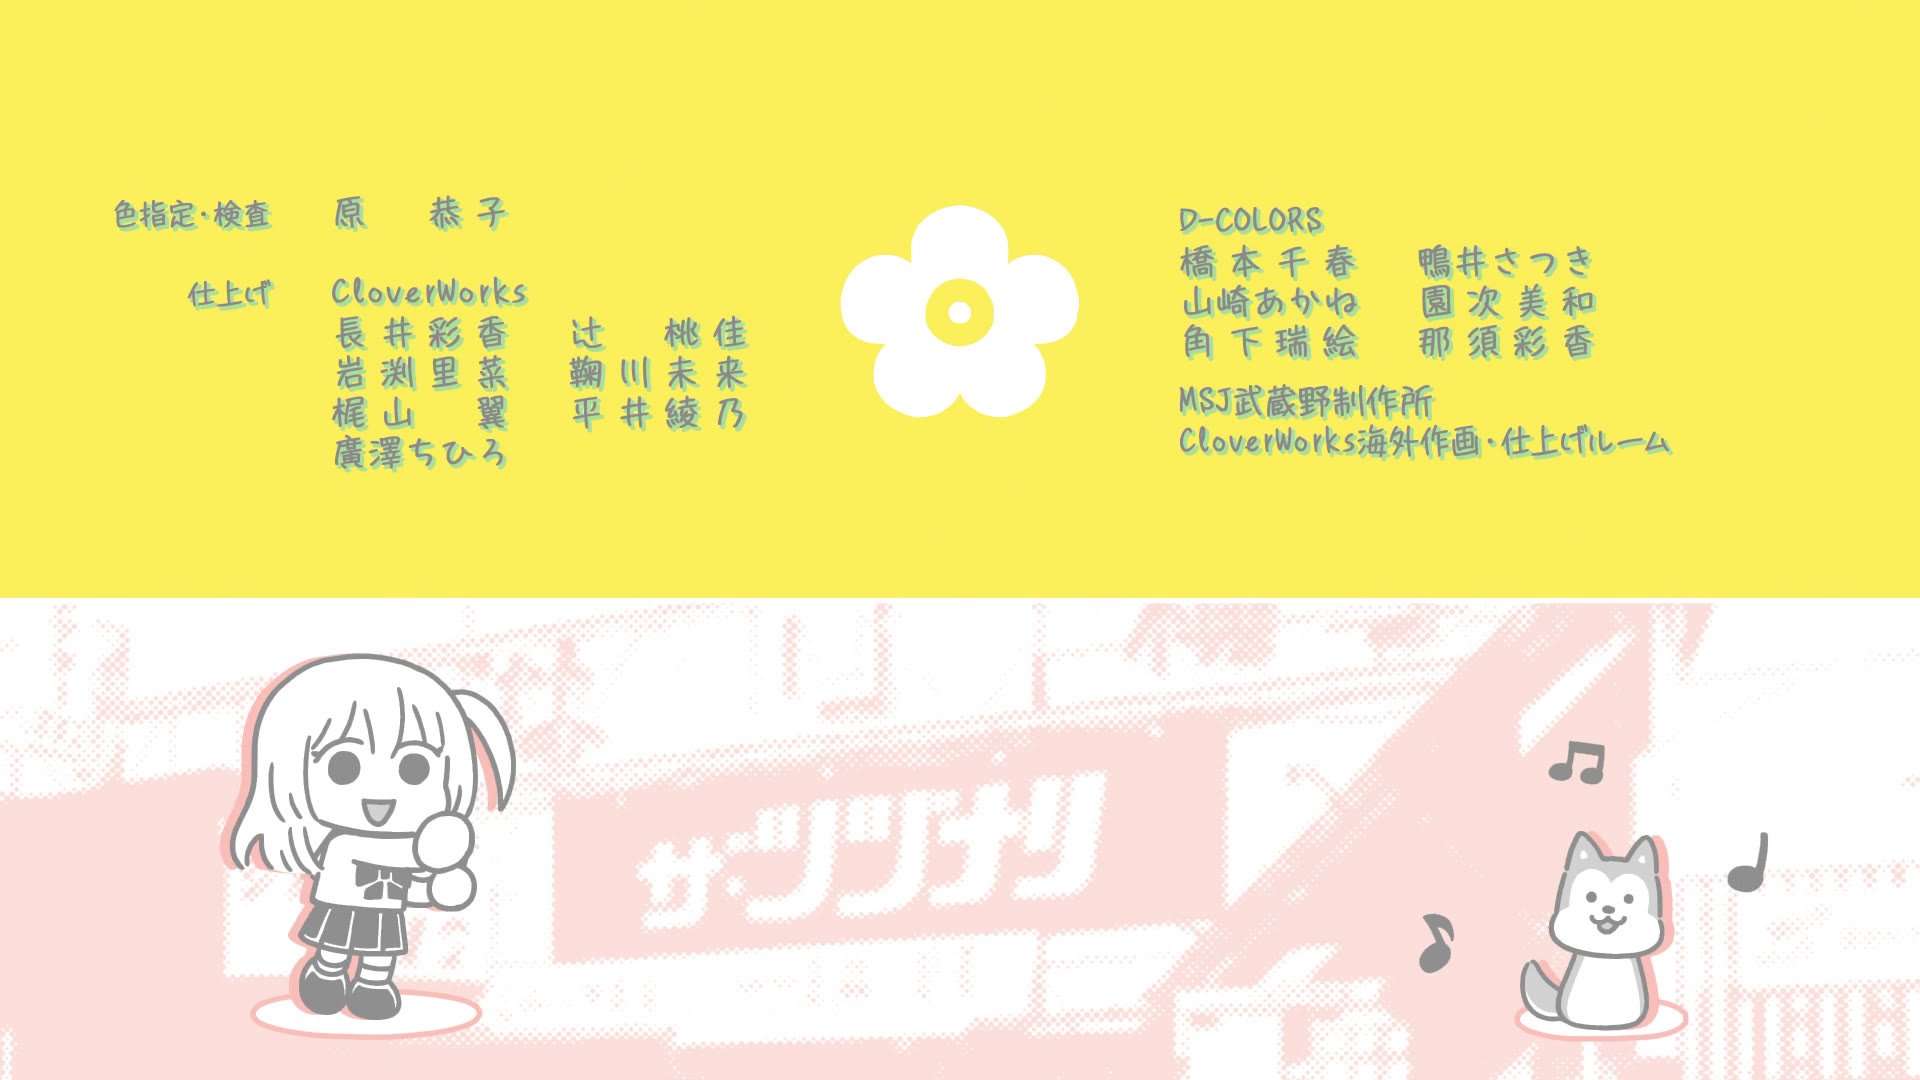 色指定・検査 原 恭子
仕上げ CloverWorks
長井彩香 辻 桃佳
岩渕里菜 鞠川未来
梶山 翼 平井綾乃
廣澤ちひろ
D-COLORS
橋本千春 鴨井さつき
山崎あかね 園次美和
角下瑞絵 那須彩香
MSJ武蔵野制作所
CloverWorks海外作画・仕上げルーム